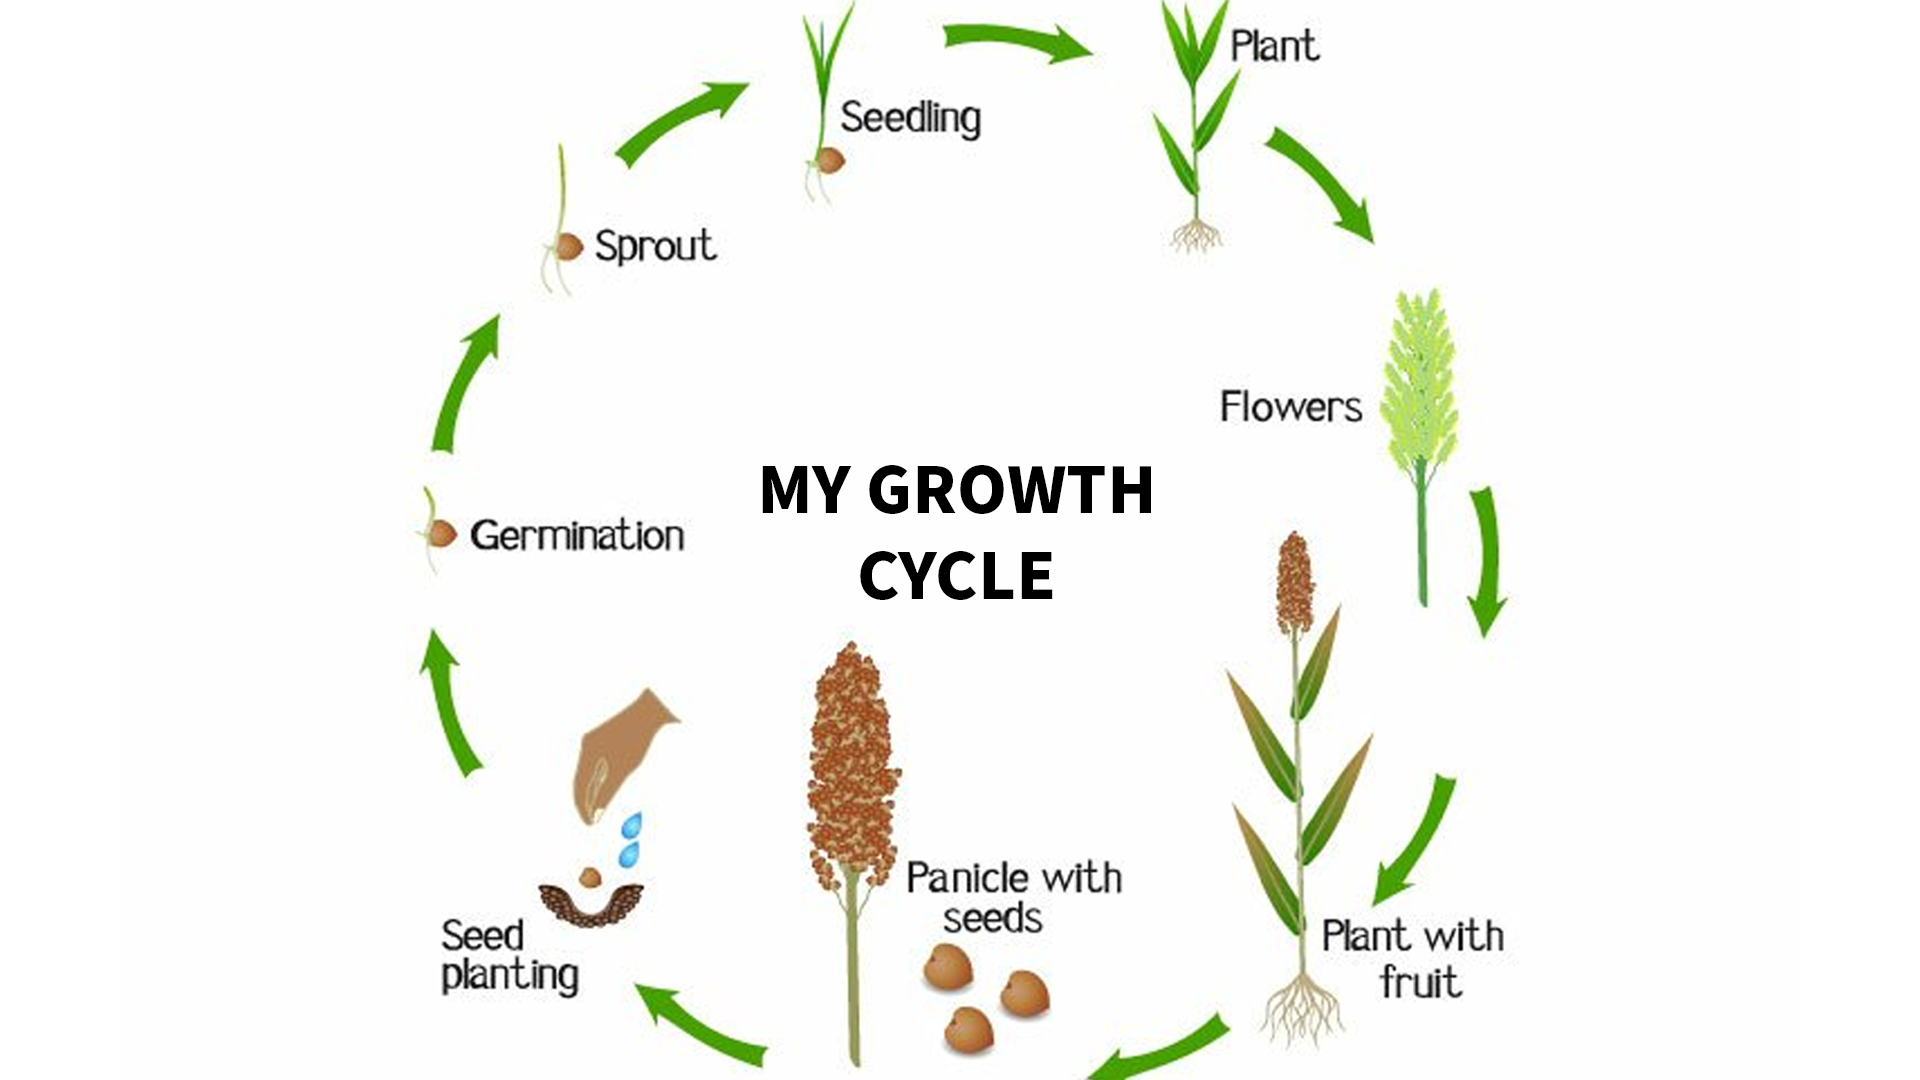 Plant
Seedling
Sprout
Flowers
MY GROWTH
CYCLE
Germination
Panicle with
seeds
Seed
planting
Plant with
fruit